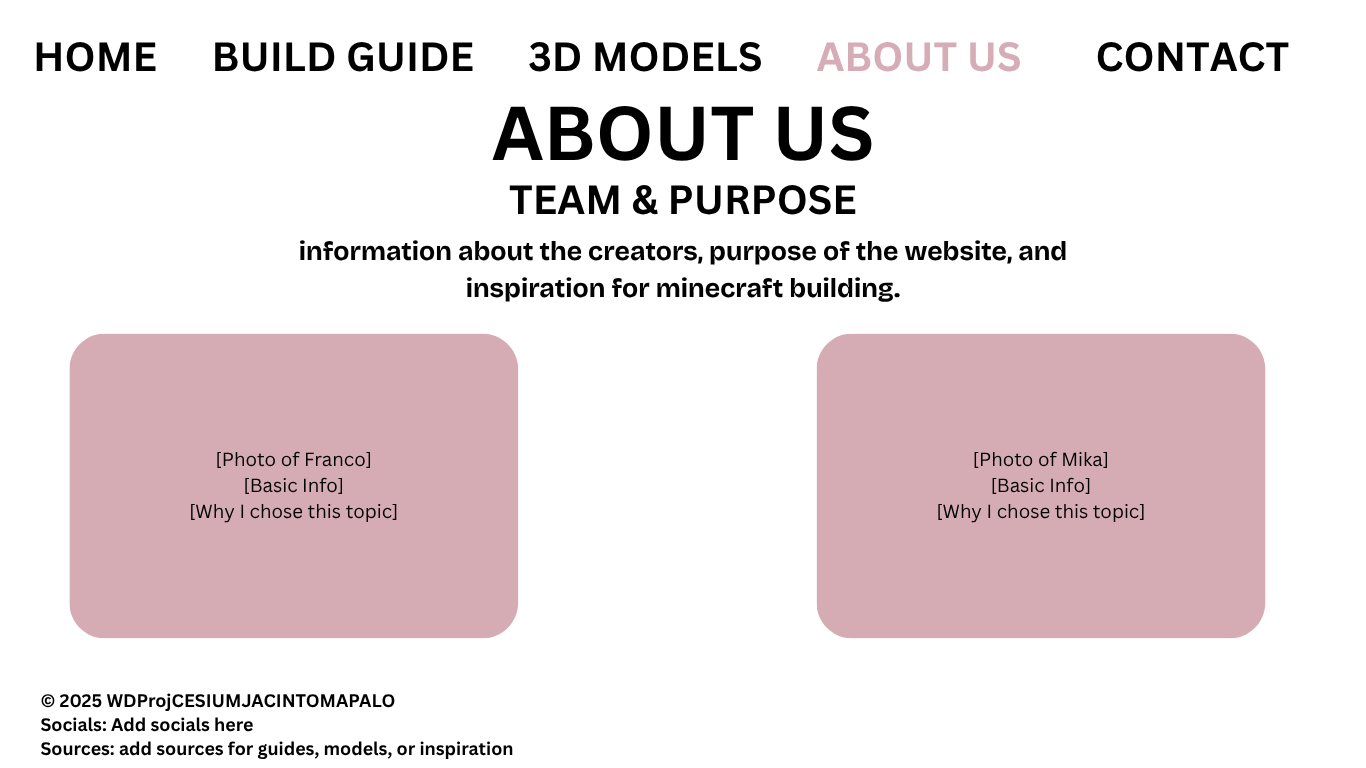 HOME BUILD GUIDE 3D MODELS ABOUT US CONTACT
ABOUT US
TEAM & PURPOSE
information about the creators, purpose of the website, and
inspiration for minecraft building.
[Photo of Franco]
[Basic Info]
[Why I chose this topic]
[Photo of Mika]
[Basic Info]
[Why I chose this topic]
© 2025 WDProjCESIUMJACINTOMAPALO
Socials: Add socials here
Sources: add sources for guides, models, or inspiration